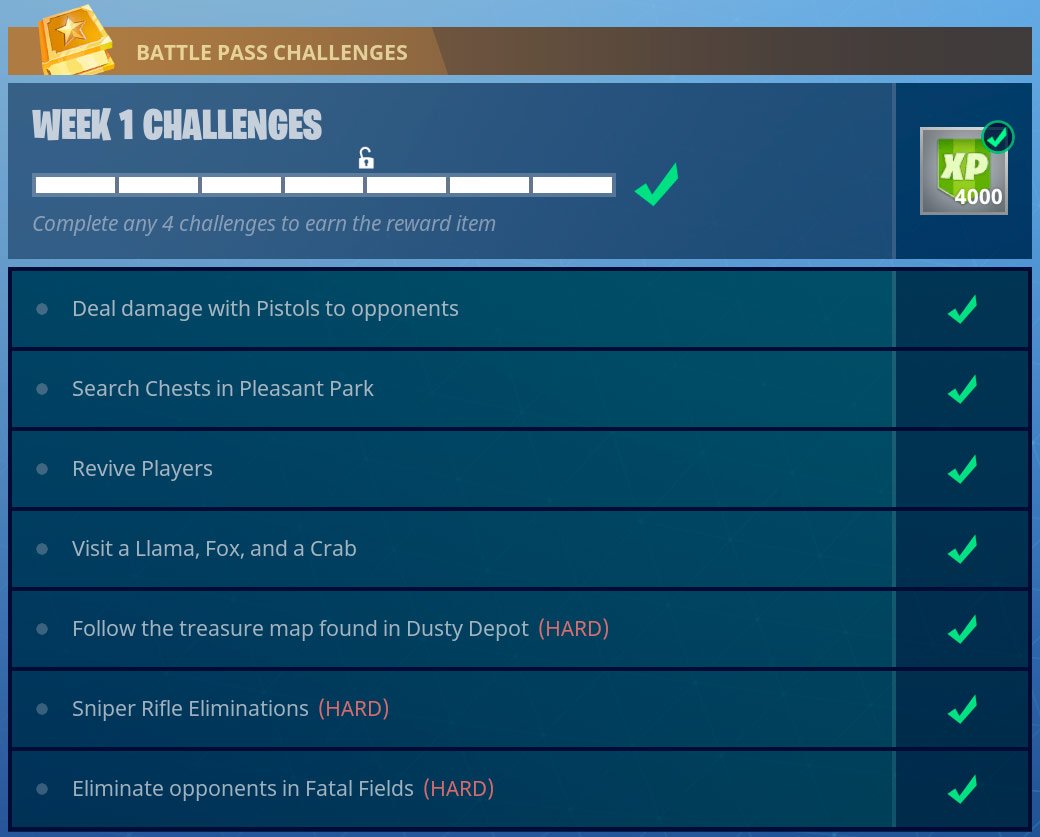 BATTLE PASS CHALLENGES
WEEK 1 CHALLENGES
Complete any 4 challenges to earn the reward item
XP
4000
Deal damage with Pistols to opponents
Search Chests in Pleasant Park
Revive Players
Visit a Llama, Fox, and a Crab
Follow the treasure map found in Dusty Depot (HARD)
Sniper Rifle Eliminations (HARD)
Eliminate opponents in Fatal Fields (HARD)